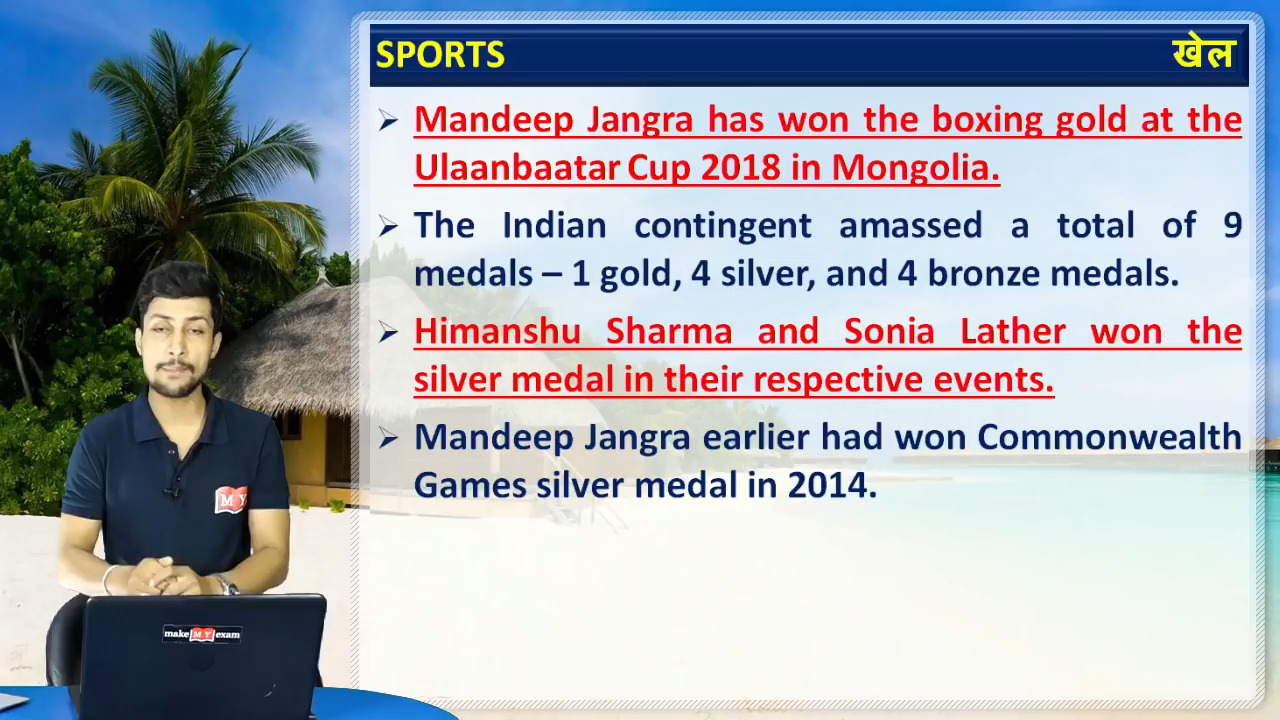 SPORTS खेल
Mandeep Jangra has won the boxing gold at the
Ulaanbaatar Cup 2018 in Mongolia.
The Indian contingent amassed a total of 9
medals – 1 gold, 4 silver, and 4 bronze medals.
Himanshu Sharma and Sonia Lather won the
silver medal in their respective events.
Mandeep Jangra earlier had won Commonwealth
Games silver medal in 2014.
MY
make MY exam